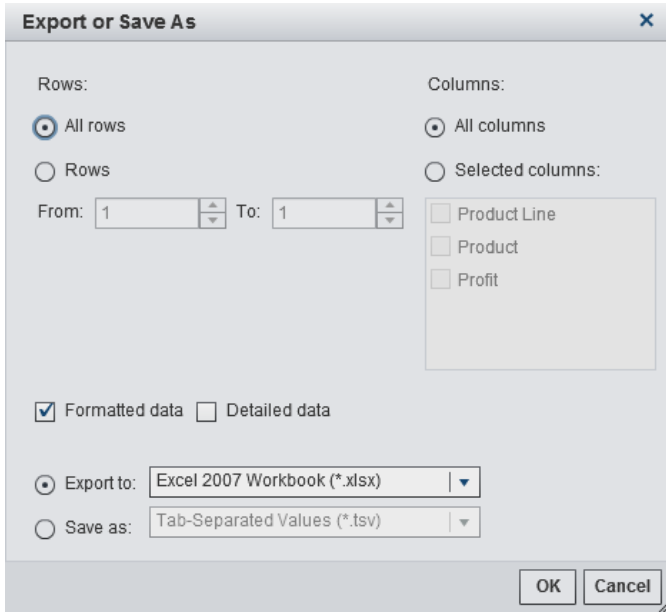 Export or Save As
Rows:
Columns:
All rows
All columns
Rows
Selected columns:
From: 1 To: 1
Product Line
Product
Profit
Formatted data Detailed data
Export to: Excel 2007 Workbook (*.xlsx)
Save as: Tab-Separated Values (*.tsv)
OK Cancel